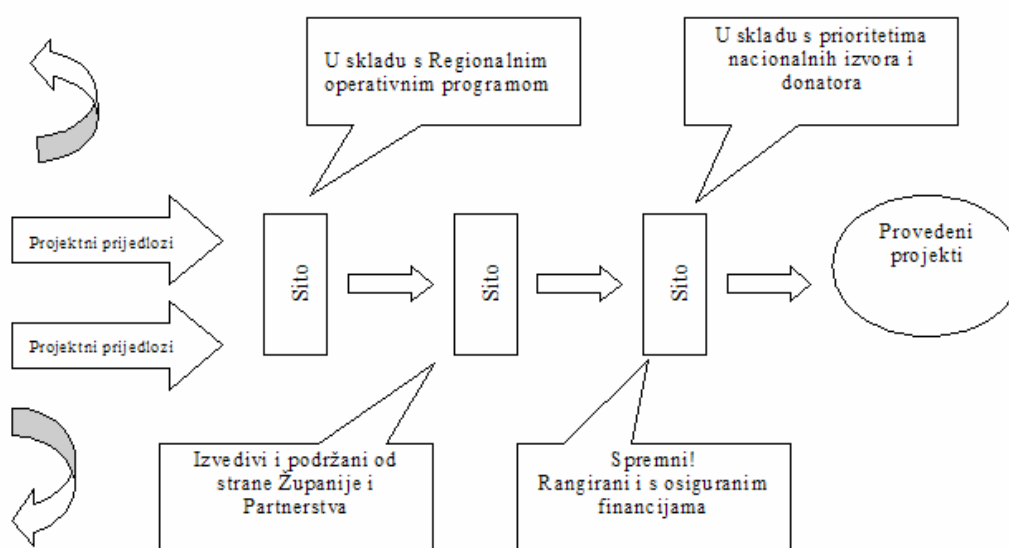 U skladu s Regionalnim
operativnim programom
U skladu s prioritetima
nacionalnih izvora i
donatora
Projektni prijedlozi
Projektni prijedlozi
Sito
Sito
Sito
Provedeni
projekti
Izvedivi i podržani od
strane Županije i
Partnerstva
Spremni!
Rangirani i s osiguranim
financijama